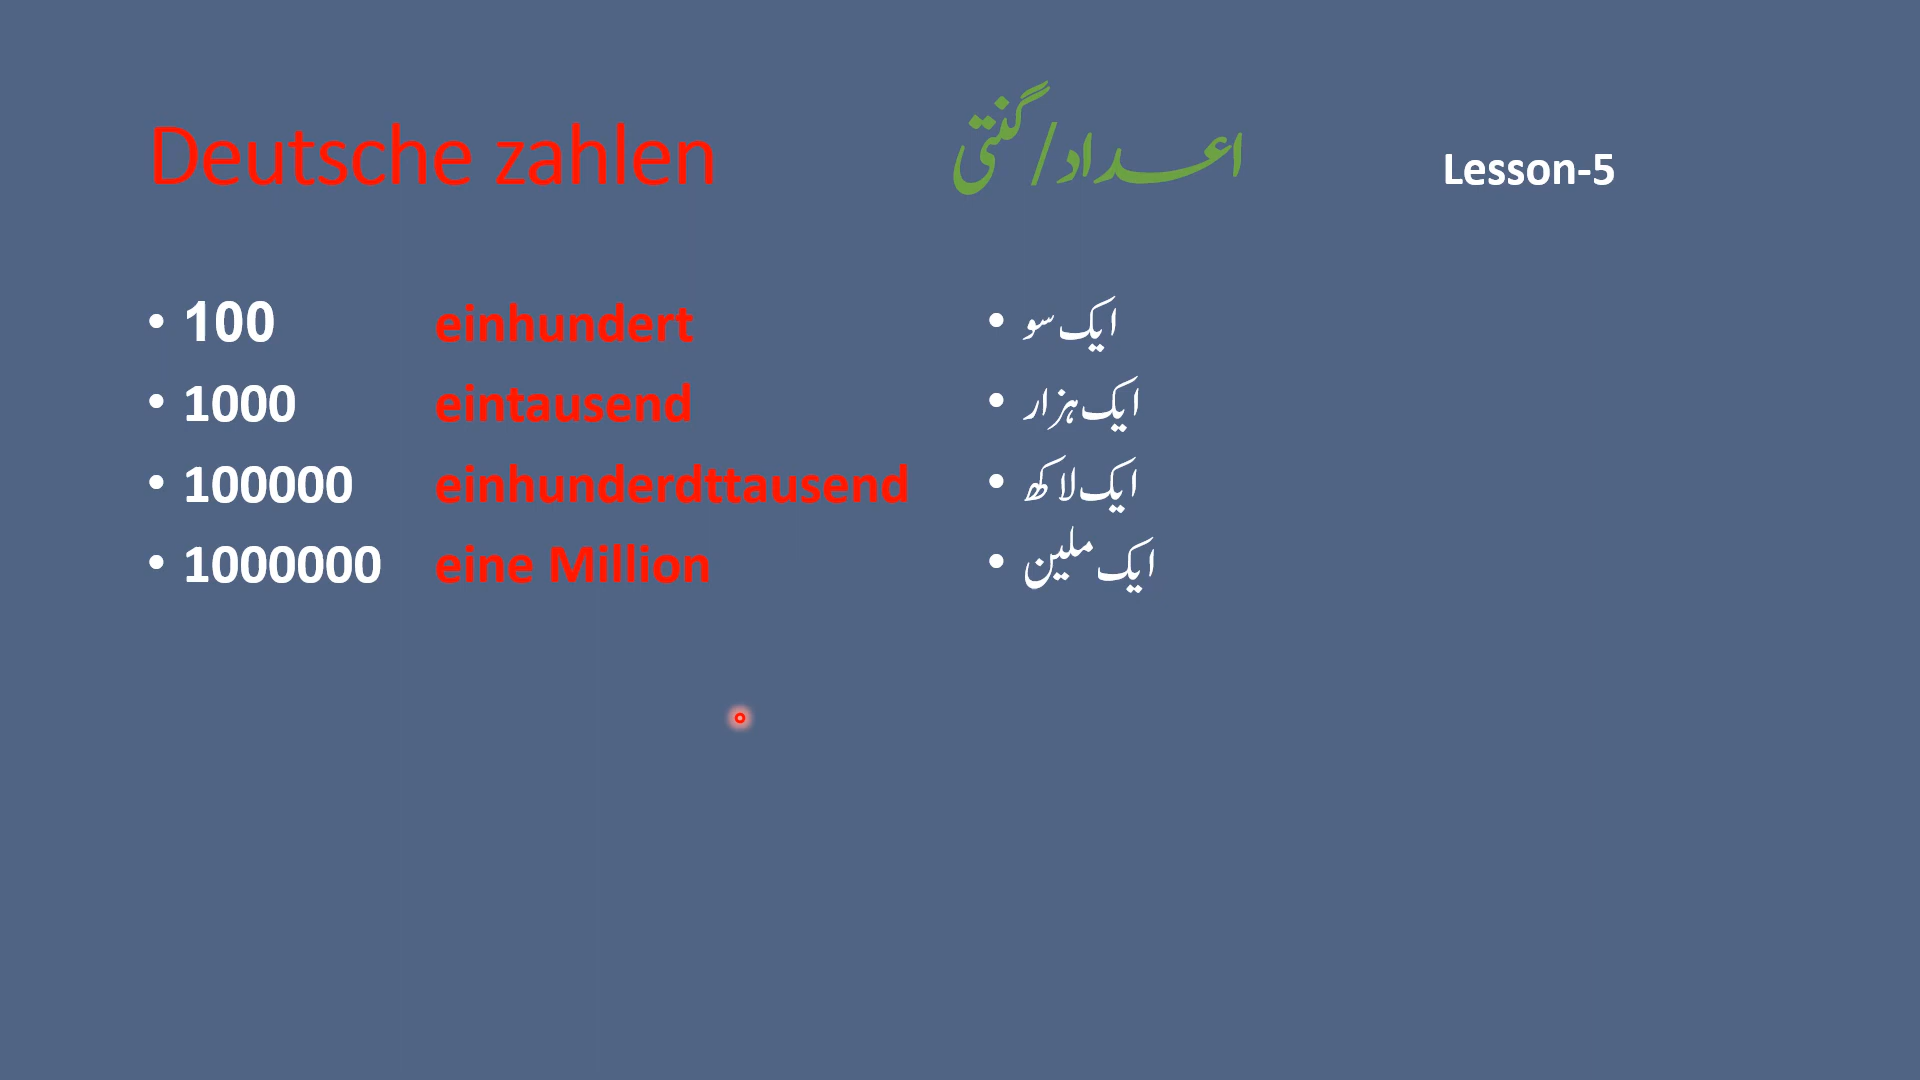 Deutsche zahlen اعداد/گنتی Lesson-5
• 100 einhundert • ایک سو
• 1000 eintausend • ایک ہزار
• 100000 einhunderdttausend • ایک لاکھ
• 1000000 eine Million • ایک ملین